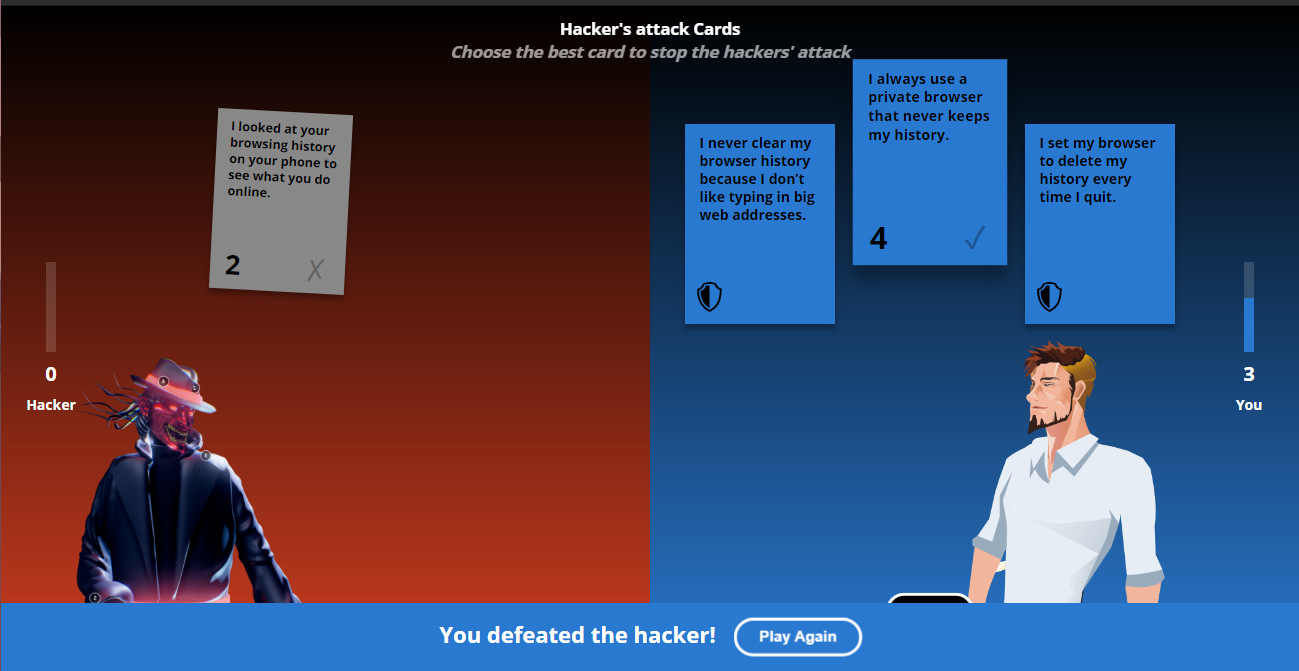 Hacker's attack Cards
Choose the best card to stop the hackers' attack
I looked at your
browsing history
on your phone to
see what you do
online.
2
X
I never clear my
browser history
because I don't
like typing in big
web addresses.
I always use a
private browser
that never keeps
my history.
4
✓
I set my browser
to delete my
history every
time I quit.
0
Hacker
3
You
You defeated the hacker!
Play Again